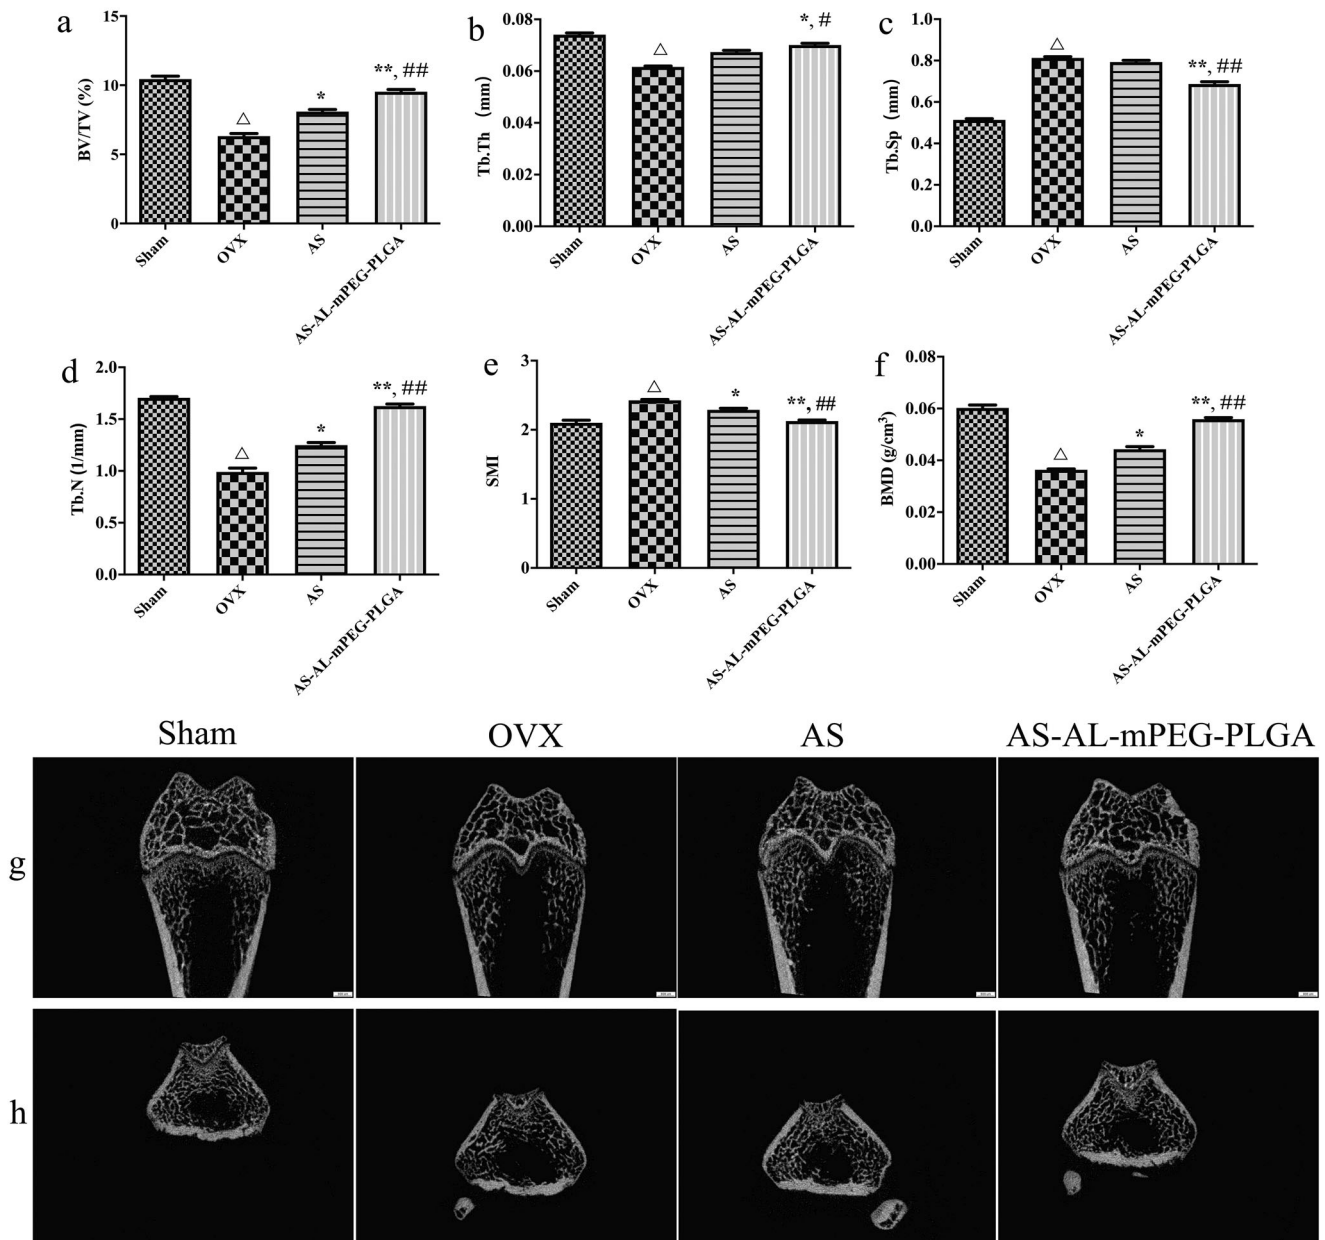 a
BV/TV (%)
15
10
5
0
△
*
**, ##
Sham
OVX
AS
AS-AL-mPEG-PLGA
b
Tb.Th (mm)
0.08
0.06
0.04
0.02
0.00
△
*, #
Sham
OVX
AS
AS-AL-mPEG-PLGA
c
Tb.Sp (mm)
1.0
0.8
0.6
0.4
0.2
0.0
△
**, ##
Sham
OVX
AS
AS-AL-mPEG-PLGA
d
Tb.N (1/mm)
2.0
1.5
1.0
0.5
0.0
△
*
**, ##
Sham
OVX
AS
AS-AL-mPEG-PLGA
e
SMI
3
2
1
0
△
*
**, ##
Sham
OVX
AS
AS-AL-mPEG-PLGA
f
BMD (g/cm³)
0.08
0.06
0.04
0.02
0.00
△
*
**, ##
Sham
OVX
AS
AS-AL-mPEG-PLGA
Sham OVX AS AS-AL-mPEG-PLGA
g
h